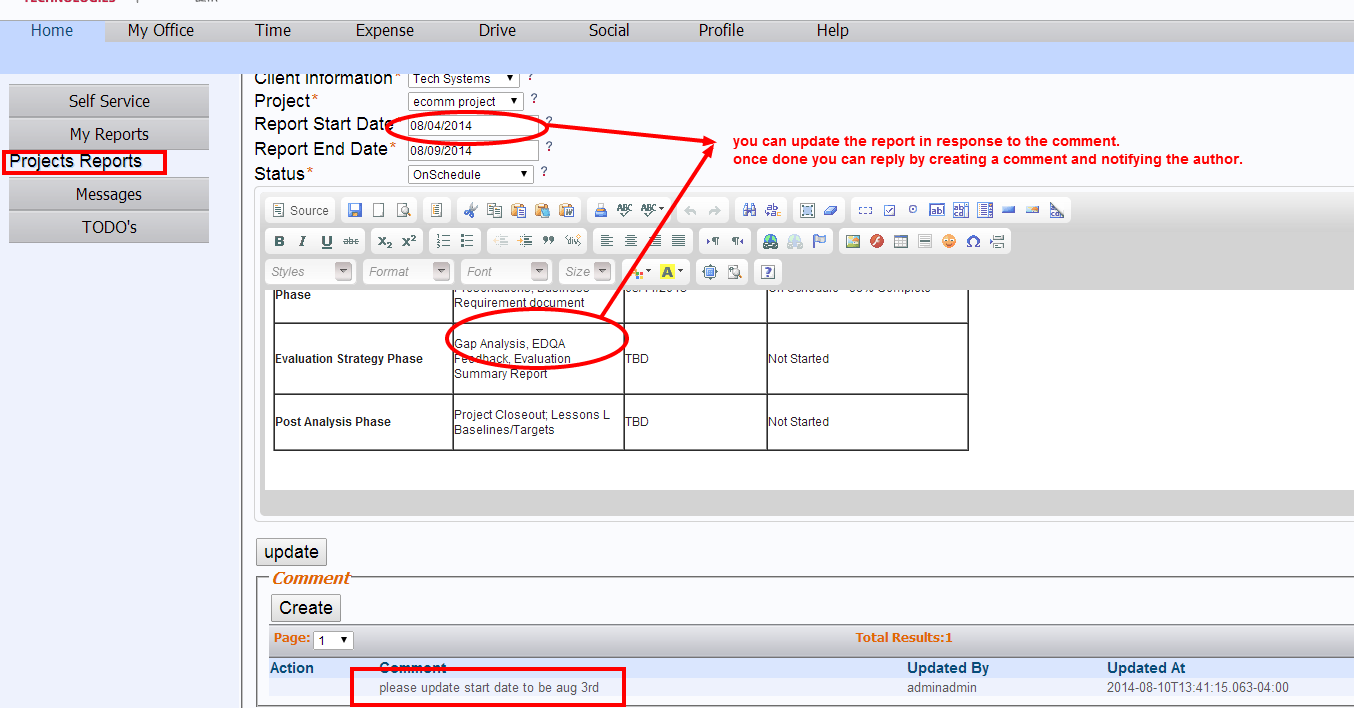 TECHNOLOGIES
Home My Office Time Expense Drive Social Profile Help
Self Service
My Reports
Projects Reports
Messages
TODO's
Client Information* Tech Systems ?
Project* ecomm project ?
Report Start Date 08/04/2014 ?
Report End Date* 08/09/2014 ?
Status* OnSchedule ?
you can update the report in response to the comment.
once done you can reply by creating a comment and notifying the author.
Source
B I U abc X2 X2
Styles Format Font Size A ?
Phase Presentations, Business
Requirement document
On Schedule
Complete
Evaluation Strategy Phase
Gap Analysis, EDQA
Feedback, Evaluation
Summary Report
TBD
Not Started
Post Analysis Phase
Project Closeout; Lessons L
Baselines/Targets
TBD
Not Started
update
Comment
Create
Page: 1 Total Results:1
Action Comment Updated By Updated At
please update start date to be aug 3rd adminadmin 2014-08-10T13:41:15.063-04:00